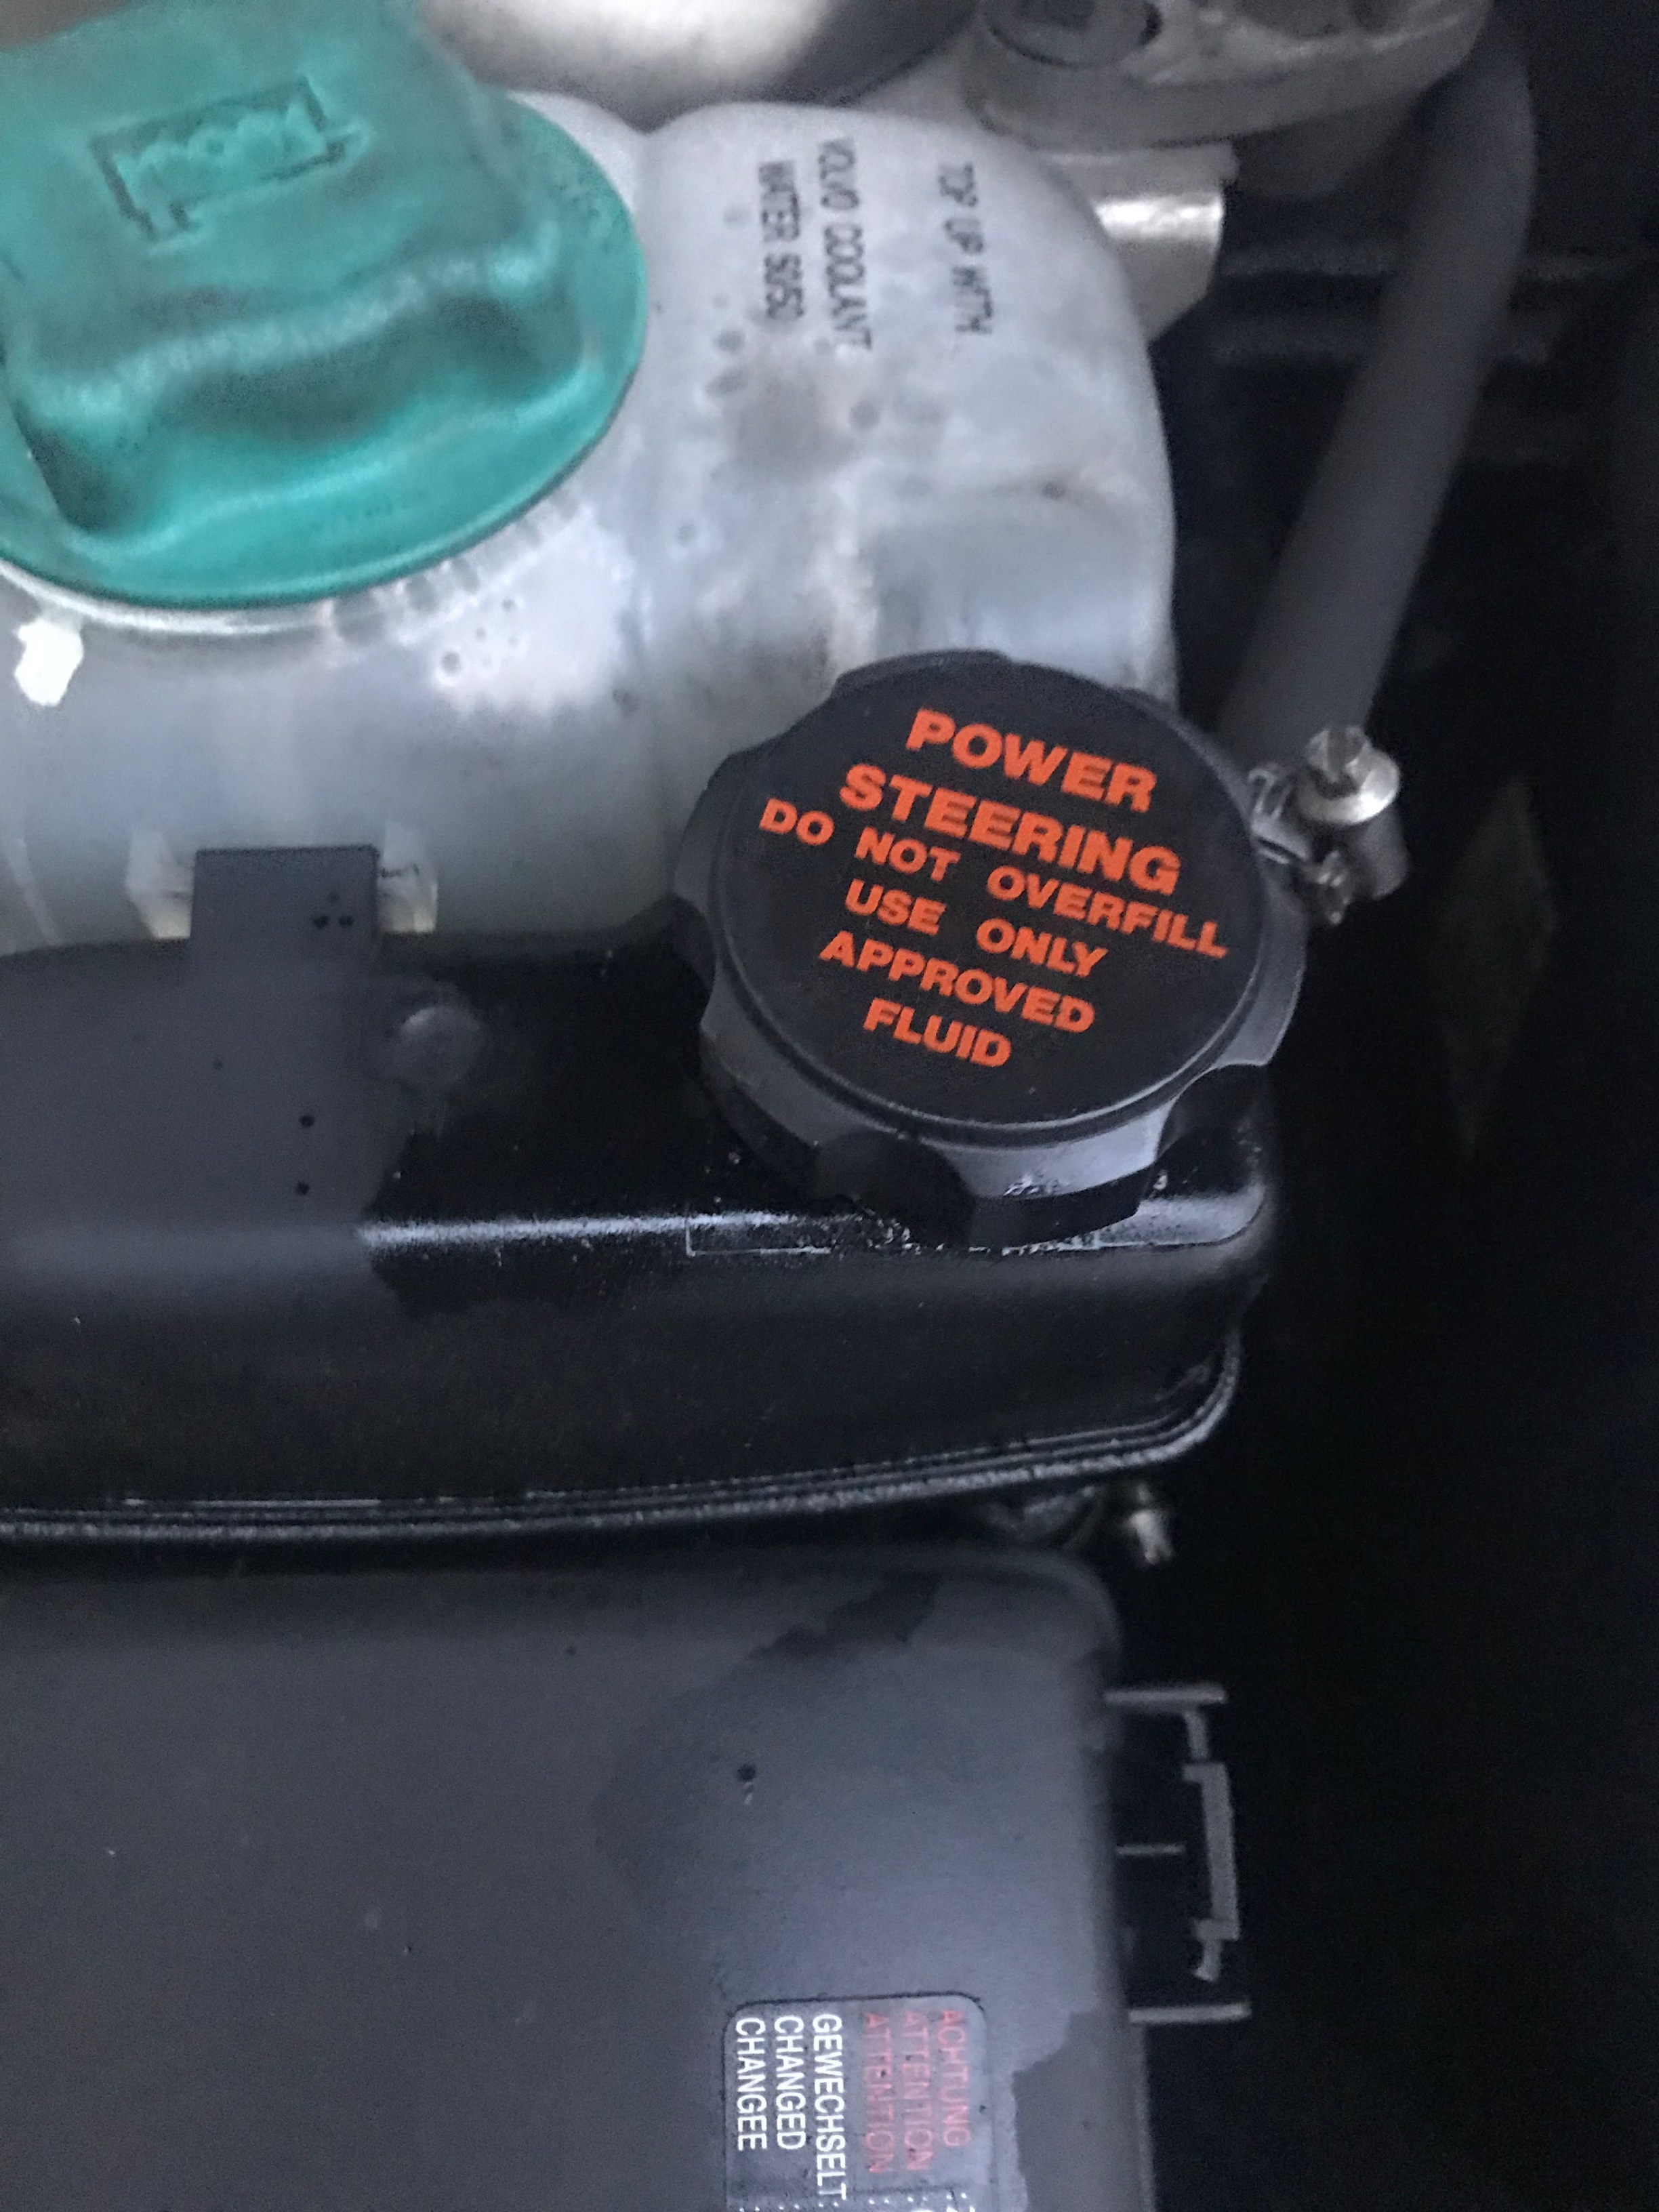 TOP UP WITH
VOLVO COOLANT
WATER 50/50
POWER
STEERING
DO NOT OVERFILL
USE ONLY
APPROVED
FLUID
ACHTUNG
ATTENTION
ATTENTION
GEWECHSELT:
CHANGED
CHANGEE